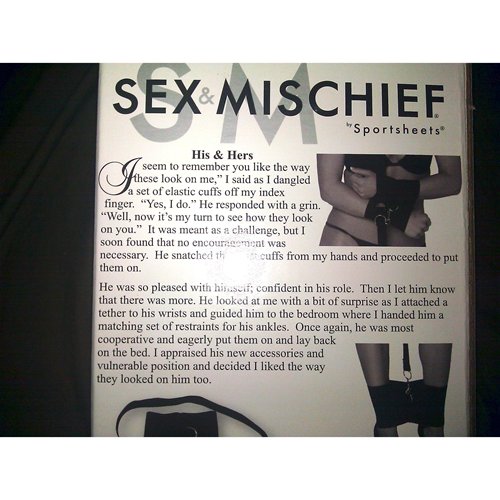 S&M
SEX MISCHIEF®
by Sportsheets®
His & Hers
I seem to remember you like the way
these look on me,” I said as I dangled
a set of elastic cuffs off my index
finger. “Yes, I do.” He responded with a grin.
“Well, now it’s my turn to see how they look
on you.” It was meant as a challenge, but I
soon found that no encouragement was
necessary. He snatched cuffs from my hands and proceeded to put
them on.
He was so pleased with himself; confident in his role. Then I let him know
that there was more. He looked at me with a bit of surprise as I attached a
tether to his wrists and guided him to the bedroom where I handed him a
matching set of restraints for his ankles. Once again, he was most
cooperative and eagerly put them on and lay back
on the bed. I appraised his new accessories and
vulnerable position and decided I liked the way
they looked on him too.